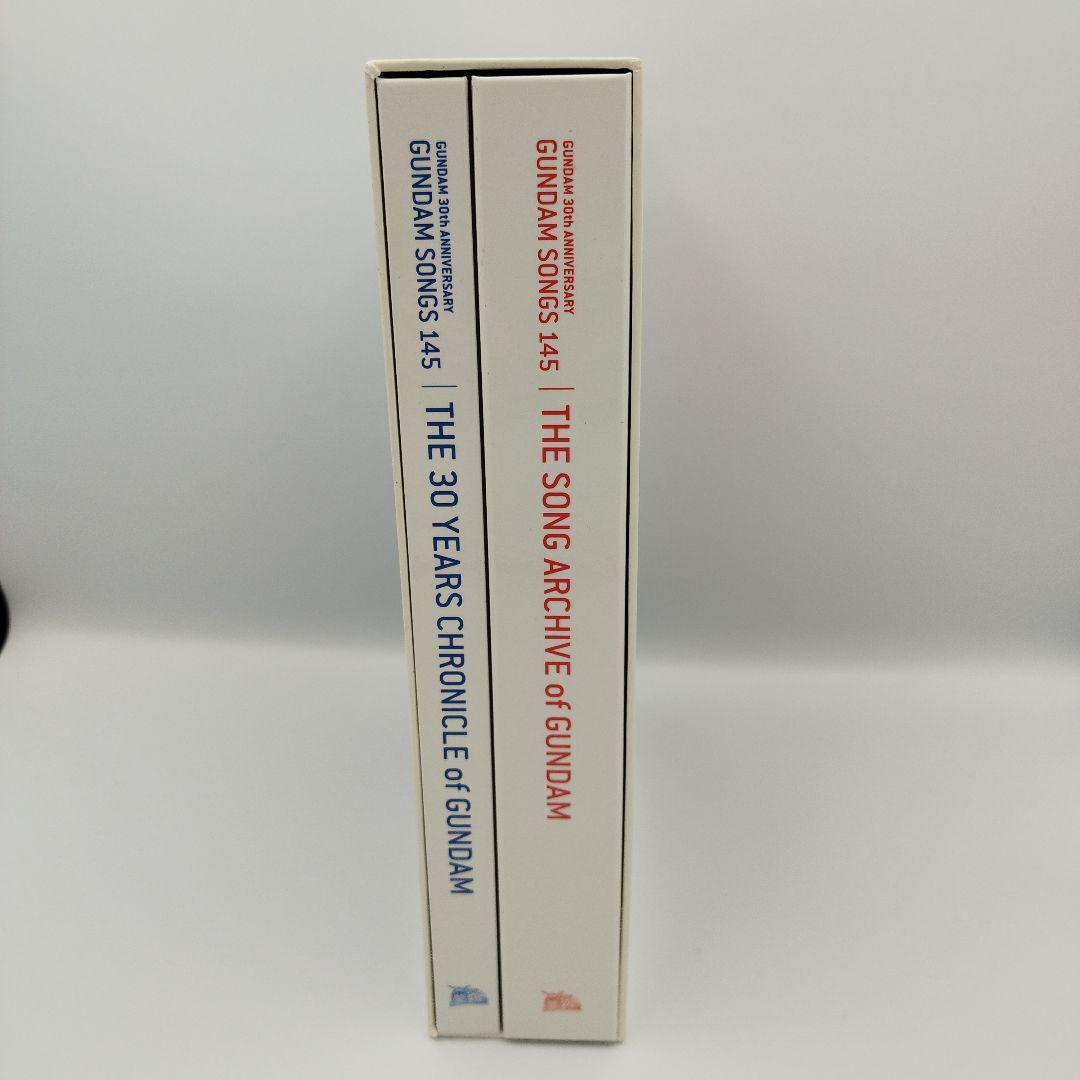 GUNDAM 30th ANNIVERSARY
GUNDAM SONGS 145 | THE 30 YEARS CHRONICLE of GUNDAM
GUNDAM 30th ANNIVERSARY
GUNDAM SONGS 145 | THE SONG ARCHIVE of GUNDAM